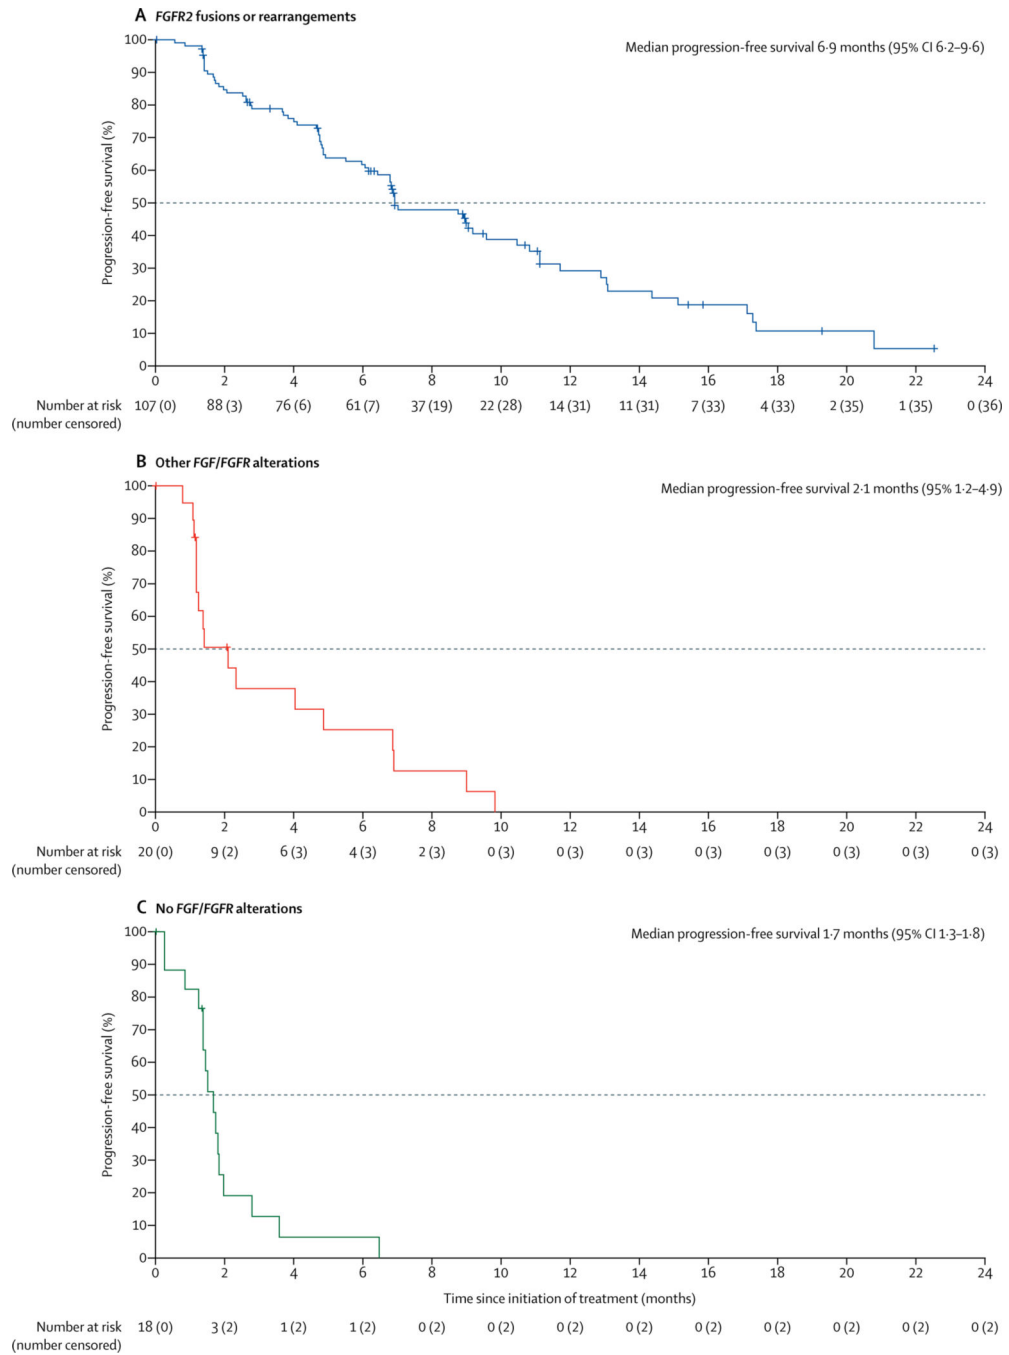 A FGFR2 fusions or rearrangements
Median progression-free survival 6·9 months (95% CI 6·2–9·6)
Progression-free survival (%)
100
90
80
70
60
50
40
30
20
10
0
0 2 4 6 8 10 12 14 16 18 20 22 24
Number at risk 107 (0) 88 (3) 76 (6) 61 (7) 37 (19) 22 (28) 14 (31) 11 (31) 7 (33) 4 (33) 2 (35) 1 (35) 0 (36)
(number censored)
B Other FGF/FGFR alterations
Median progression-free survival 2·1 months (95% 1·2–4·9)
Progression-free survival (%)
100
90
80
70
60
50
40
30
20
10
0
0 2 4 6 8 10 12 14 16 18 20 22 24
Number at risk 20 (0) 9 (2) 6 (3) 4 (3) 2 (3) 0 (3) 0 (3) 0 (3) 0 (3) 0 (3) 0 (3) 0 (3) 0 (3)
(number censored)
C No FGF/FGFR alterations
Median progression-free survival 1·7 months (95% CI 1·3–1·8)
Progression-free survival (%)
100
90
80
70
60
50
40
30
20
10
0
0 2 4 6 8 10 12 14 16 18 20 22 24
Time since initiation of treatment (months)
Number at risk 18 (0) 3 (2) 1 (2) 1 (2) 0 (2) 0 (2) 0 (2) 0 (2) 0 (2) 0 (2) 0 (2) 0 (2) 0 (2)
(number censored)